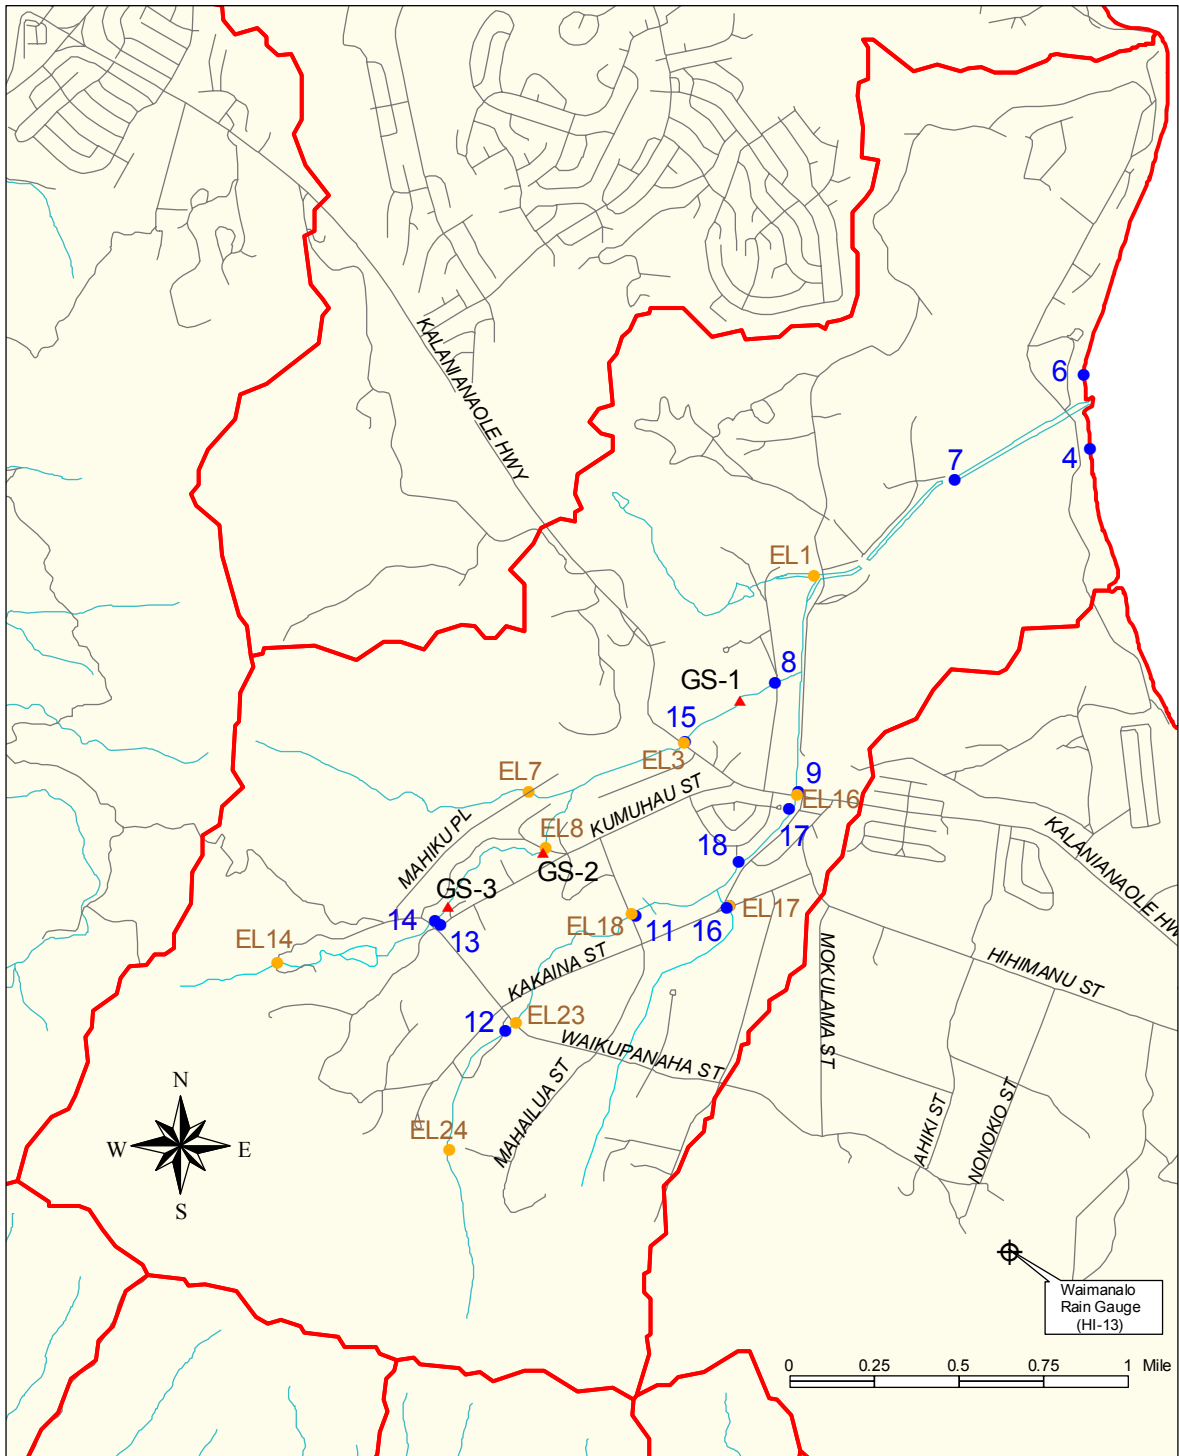 KALANIANAOLE HWY
6
4
7
EL1
8
GS-1
15
EL3
EL7
9
EL16
KUMUHAU ST
17
EL8
MAHIKU PL
18
GS-2
KALANIANAOLE HW
GS-3
14
13
EL18
11
16
EL17
EL14
KAKAINA ST
HIHIMANU ST
MOKULAMA ST
12
EL23
WAIKUPANAHA ST
MAHAILUA ST
AHIKI ST
NONOKIO ST
EL24
N
W
E
S
Waimanalo
Rain Gauge
(HI-13)
0 0.25 0.5 0.75 1 Mile